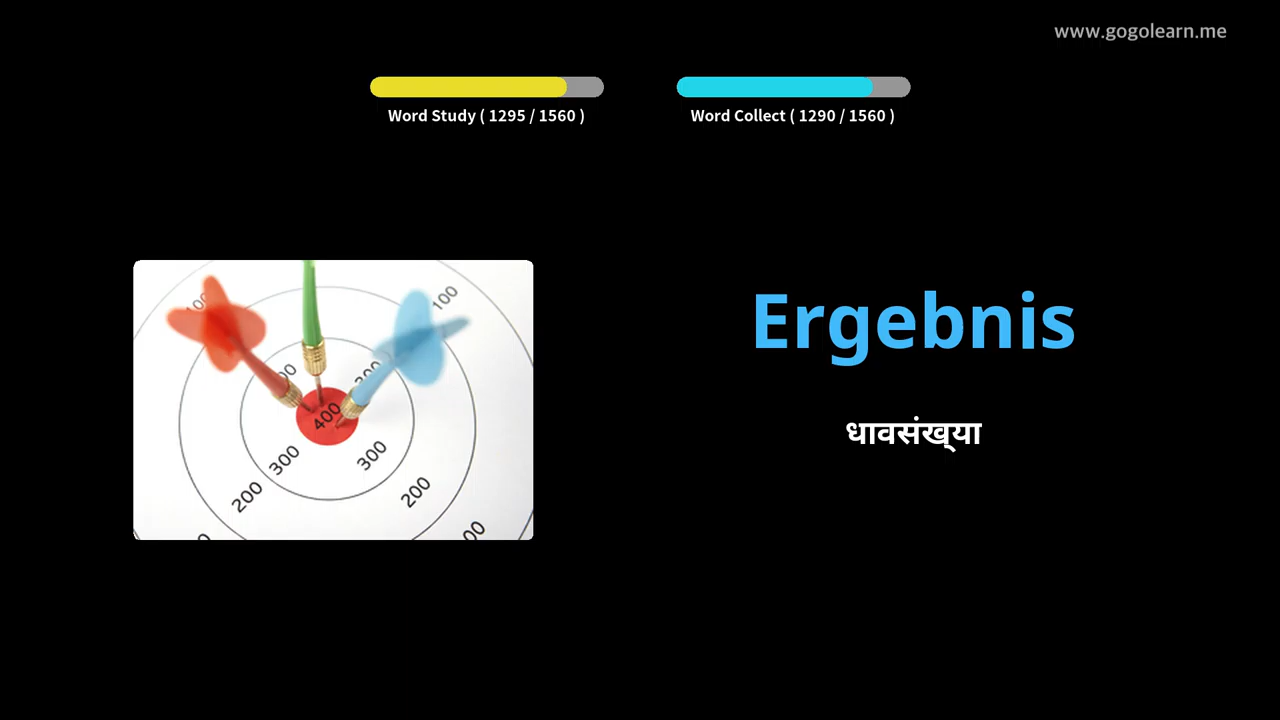 www.gogolearn.me
Word Study ( 1295 / 1560 )
Word Collect ( 1290 / 1560 )
100
100
400
300
300
200
200
Ergebnis
धावसंख्या